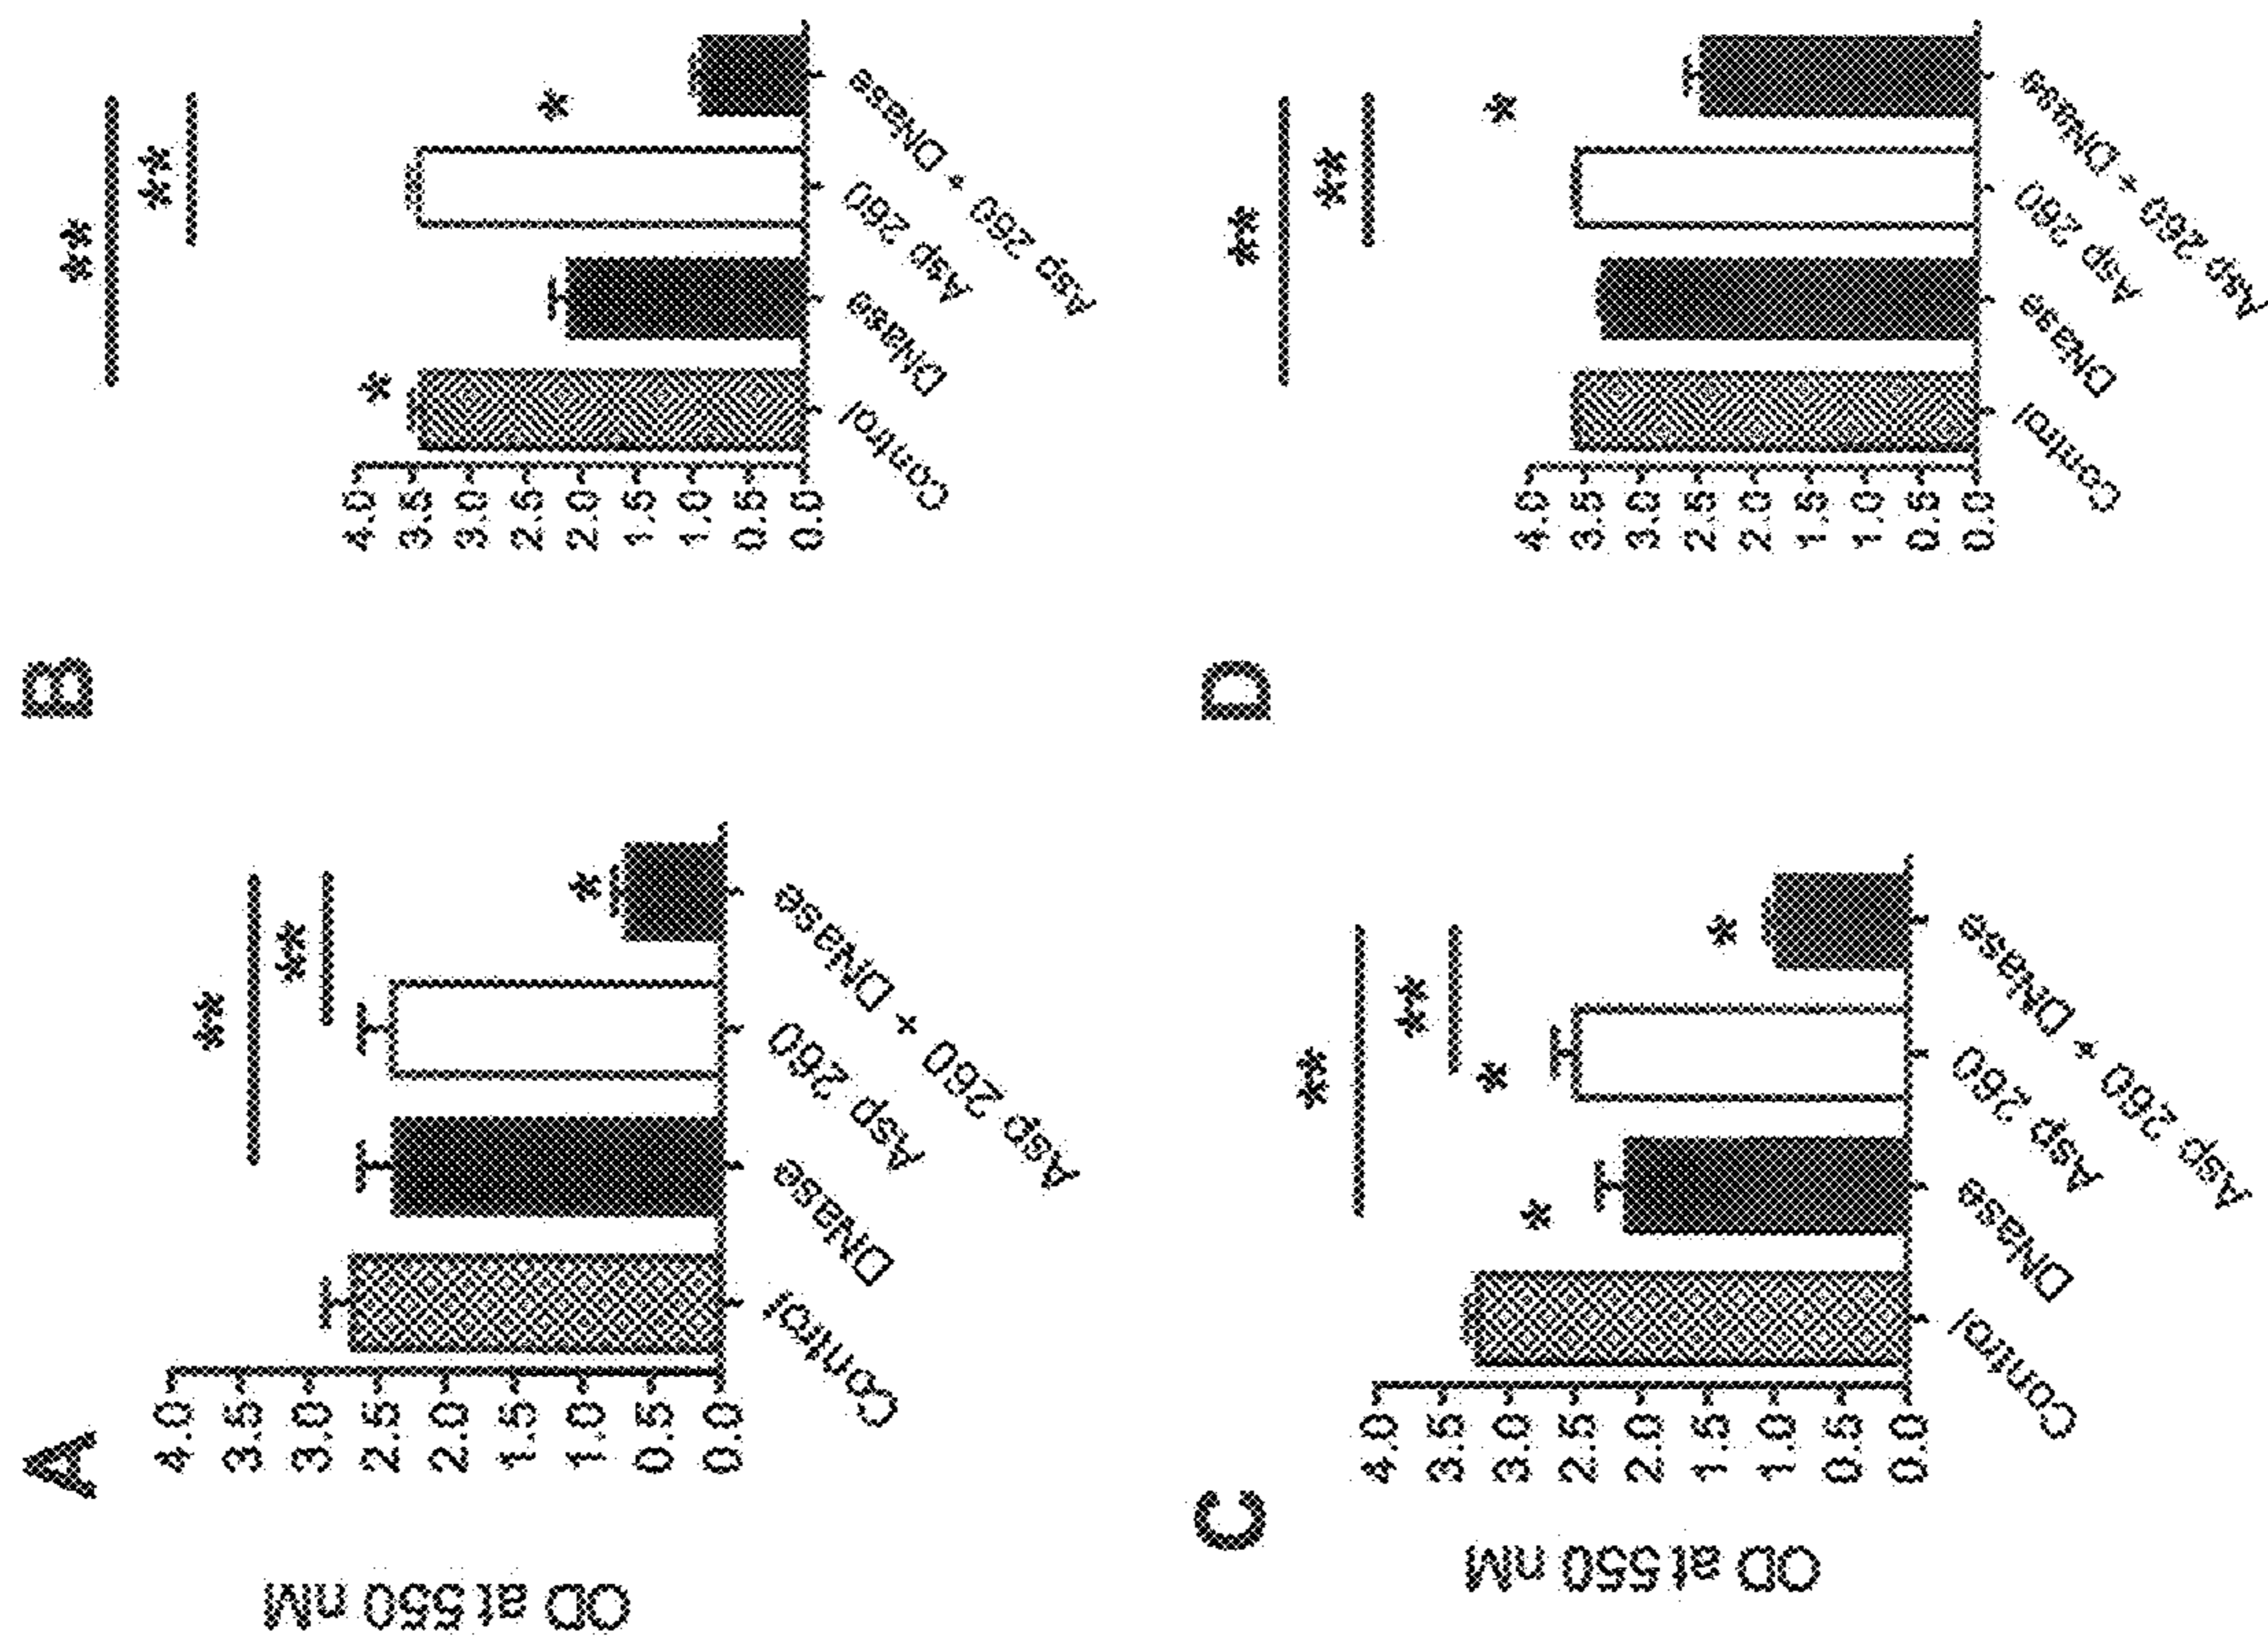 A
OD at 550 nM
4.0
3.5
3.0
2.5
2.0
1.5
1.0
0.5
0.0
**
**
*
Control
DNase
Asp 260
Asp 260 + DNase
B
4.0
3.5
3.0
2.5
2.0
1.5
1.0
0.5
0.0
**
**
*
*
Control
DNase
Asp 260
Asp 260 + DNase
C
OD at 550 nM
4.0
3.5
3.0
2.5
2.0
1.5
1.0
0.5
0.0
**
**
*
*
*
Control
DNase
Asp 260
Asp 260 + DNase
D
4.0
3.5
3.0
2.5
2.0
1.5
1.0
0.5
0.0
**
**
*
Control
DNase
Asp 260
Asp 260 + DNase